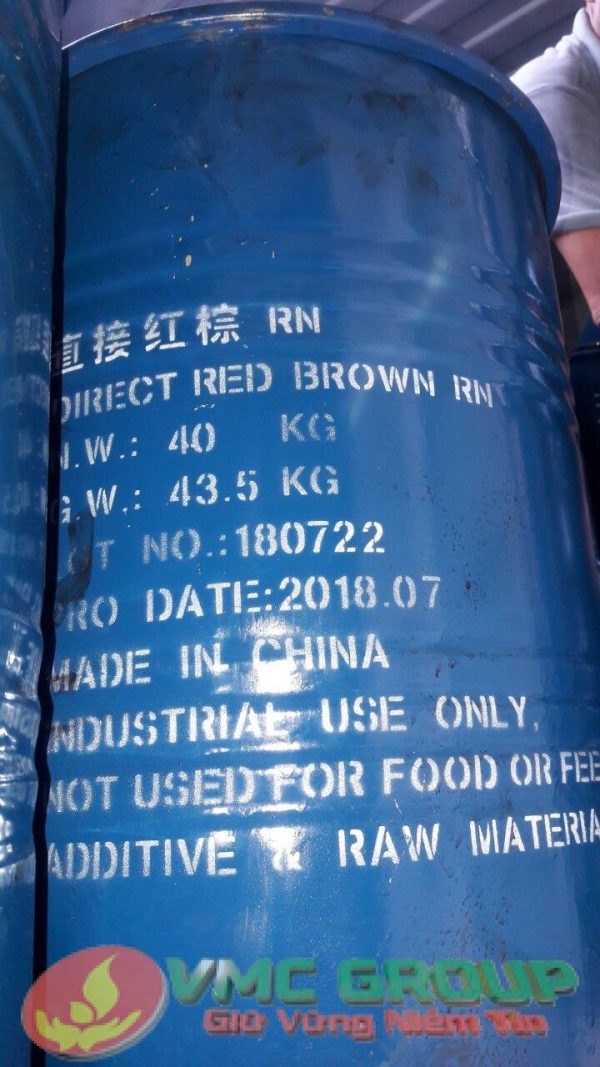 直接红棕 RN
DIRECT RED BROWN RN
N.W.: 40 KG
G.W.: 43.5 KG
LOT NO.:180722
PRO DATE:2018.07
MADE IN CHINA
INDUSTRIAL USE ONLY,
NOT USED FOR FOOD OR FEE
ADDITIVE & RAW MATERIA
VMC GROUP
Giữ Vững Niềm Tin